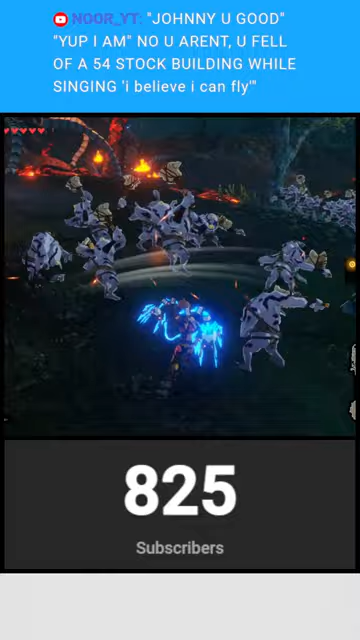 NOOR_YT: "JOHNNY U GOOD"
"YUP I AM" NO U ARENT, U FELL
OF A 54 STOCK BUILDING WHILE
SINGING 'i believe i can fly'"
825
Subscribers